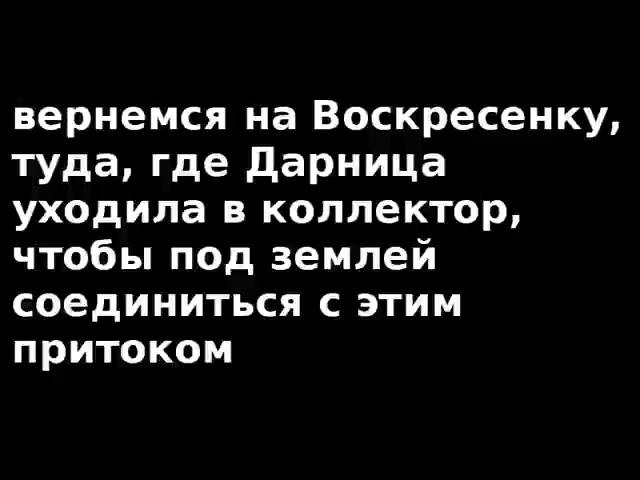 вернемся на Воскресенку,
туда, где Дарница
уходила в коллектор,
чтобы под землей
соединиться с этим
притоком